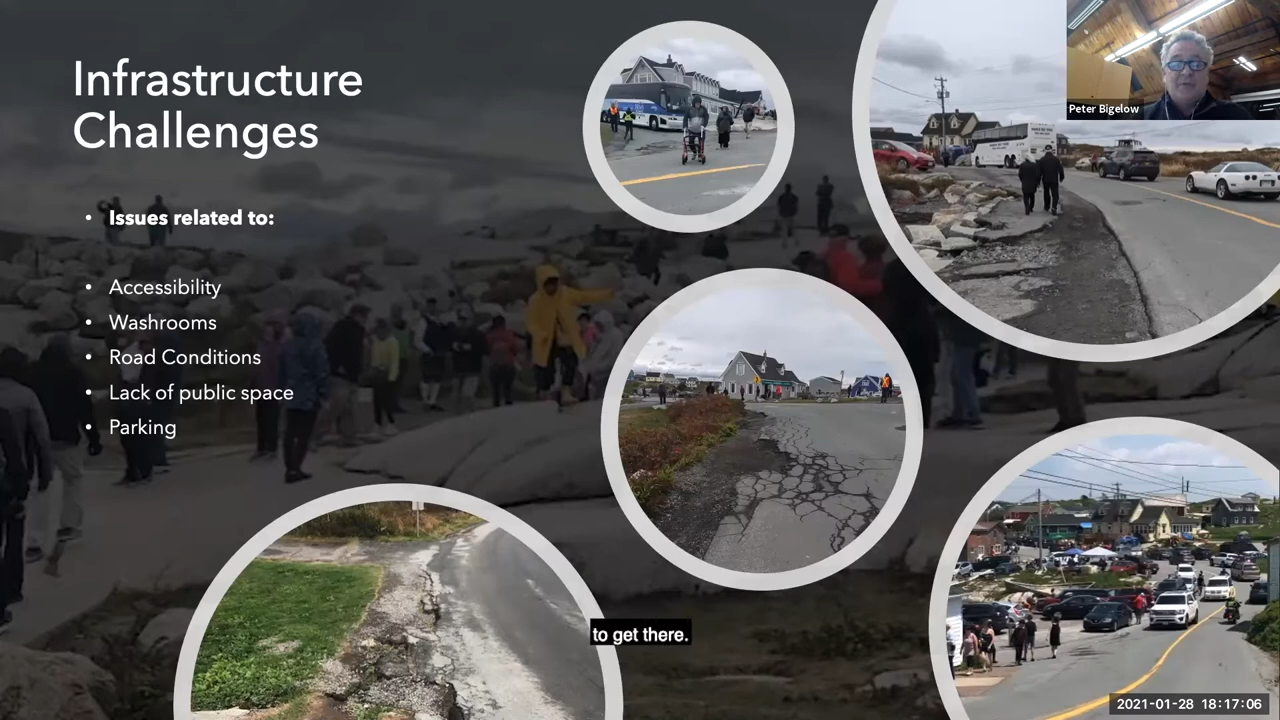 Infrastructure
Challenges
• Issues related to:
• Accessibility
• Washrooms
• Road Conditions
• Lack of public space
• Parking
Peter Bigelow
to get there.
2021-01-28 18:17:06